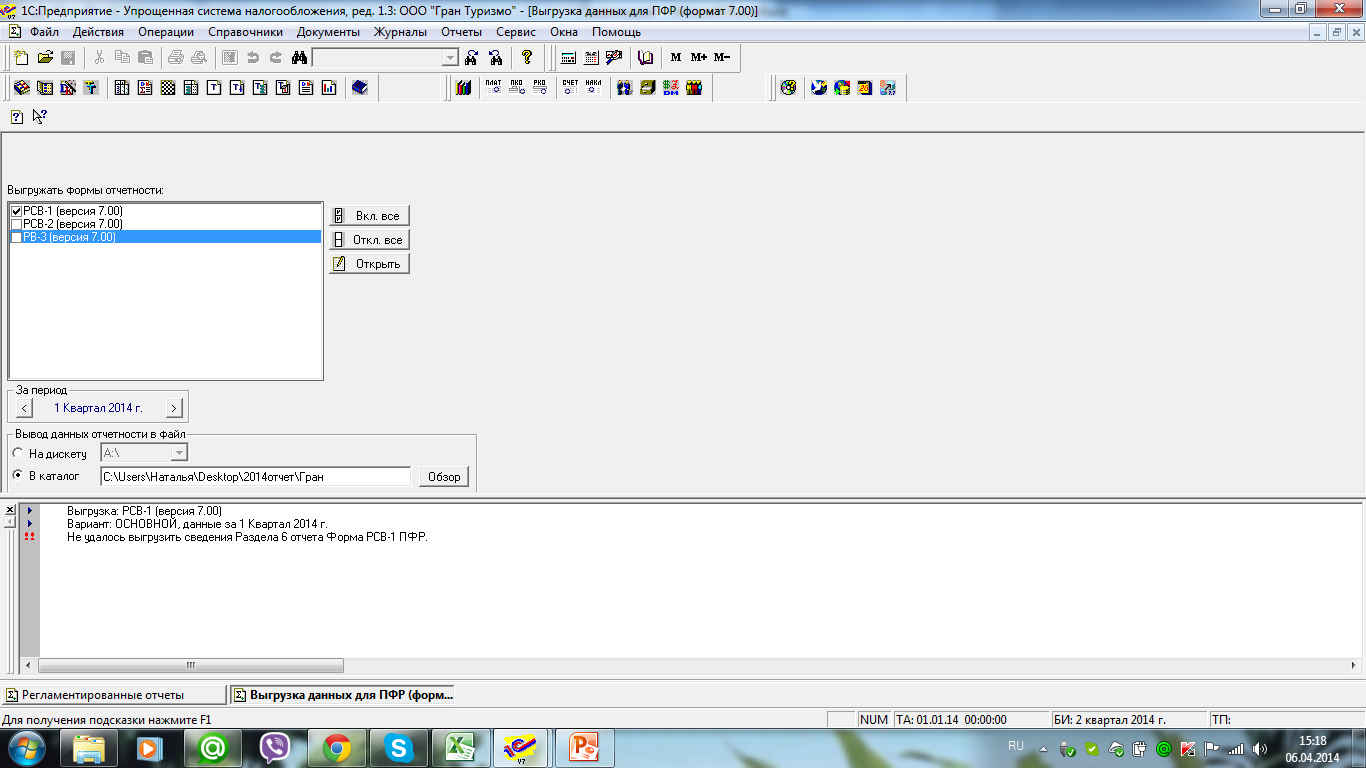 1С:Предприятие - Упрощенная система налогообложения, ред. 1.3: ООО "Гран Туризмо" - [Выгрузка данных для ПФР (формат 7.00)]
Файл Действия Операции Справочники Документы Журналы Отчеты Сервис Окна Помощь
M M+ M−
ПЛАТ ПКО РКО СЧЕТ НАКЛ
Выгружать формы отчетности:
РСВ-1 (версия 7.00)
РСВ-2 (версия 7.00)
РВ-3 (версия 7.00)
Вкл. все
Откл. все
Открыть
За период
< 1 Квартал 2014 г. >
Вывод данных отчетности в файл
На дискету A:\
В каталог C:\Users\Наталья\Desktop\2014отчет\Гран Обзор
Выгрузка: РСВ-1 (версия 7.00)
Вариант: ОСНОВНОЙ, данные за 1 Квартал 2014 г.
!! Не удалось выгрузить сведения Раздела 6 отчета Форма РСВ-1 ПФР.
Регламентированные отчеты Выгрузка данных для ПФР (форм...
Для получения подсказки нажмите F1 NUM ТА: 01.01.14 00:00:00 БИ: 2 квартал 2014 г. ТП:
RU 15:18
06.04.2014